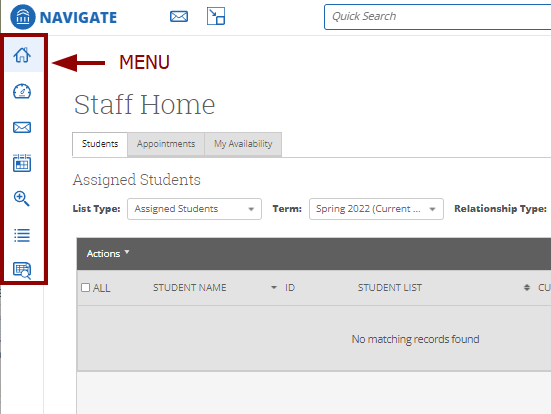 NAVIGATE
Quick Search
MENU
Staff Home
Students Appointments My Availability
Assigned Students
List Type: Assigned Students Term: Spring 2022 (Current ... Relationship Type:
Actions
ALL STUDENT NAME ID STUDENT LIST CU
No matching records found